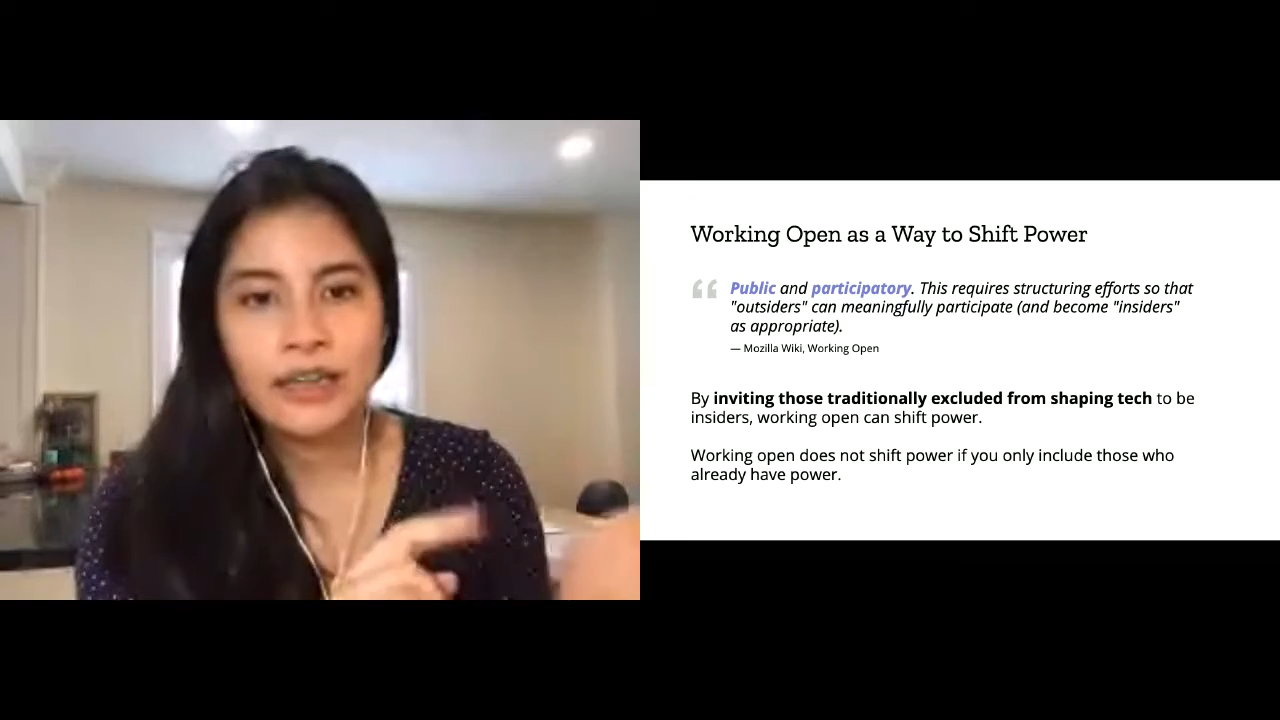 Working Open as a Way to Shift Power
Public and participatory. This requires structuring efforts so that
"outsiders" can meaningfully participate (and become "insiders"
as appropriate).
— Mozilla Wiki, Working Open
By inviting those traditionally excluded from shaping tech to be
insiders, working open can shift power.
Working open does not shift power if you only include those who
already have power.